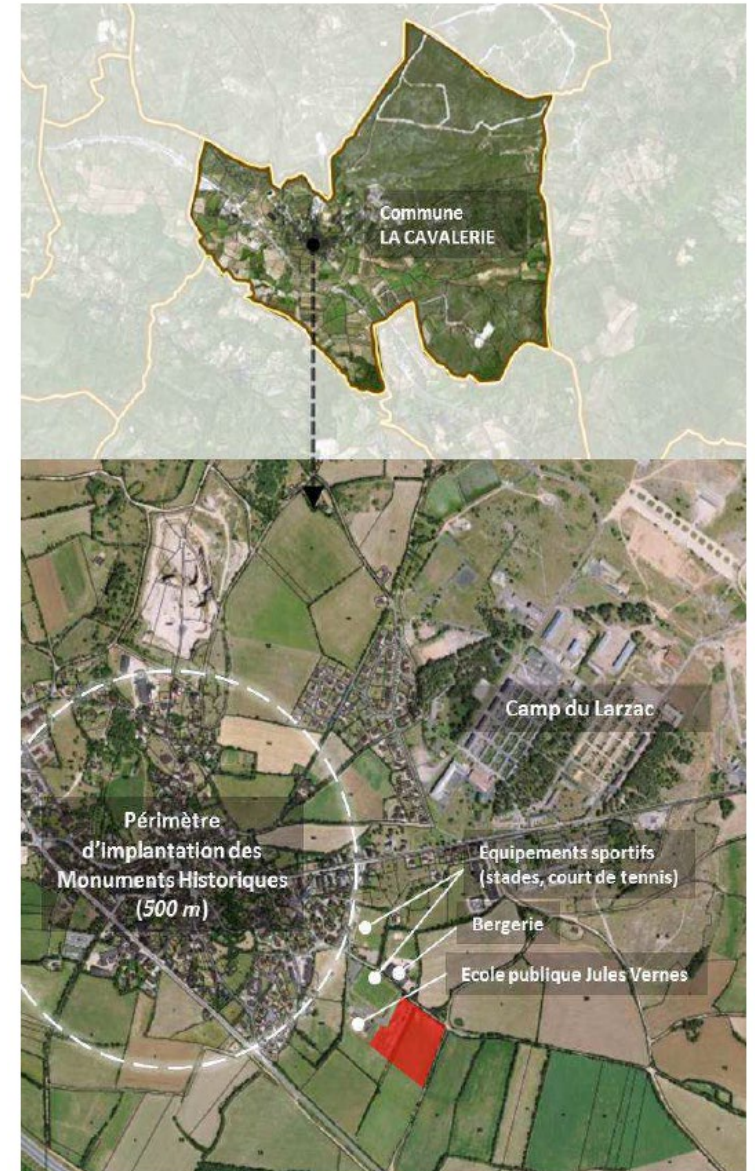 Commune
LA CAVALERIE
Camp du Larzac
Périmètre
d'implantation des
Monuments Historiques
(500 m)
Equipements sportifs
(stades, court de tennis)
Bergerie
Ecole publique Jules Vernes